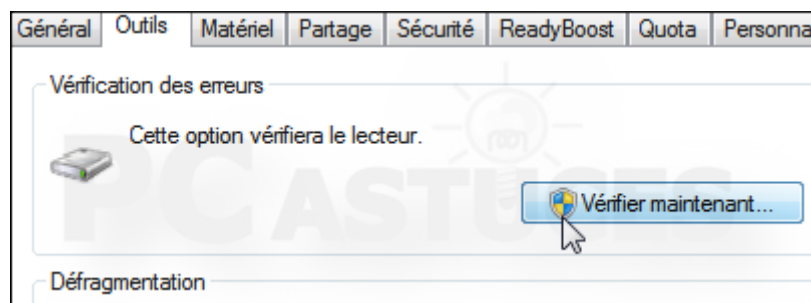 Général Outils Matériel Partage Sécurité ReadyBoost Quota Personna
Vérification des erreurs
Cette option vérifiera le lecteur.
PC ASTUCES
Vérifier maintenant...
Défragmentation